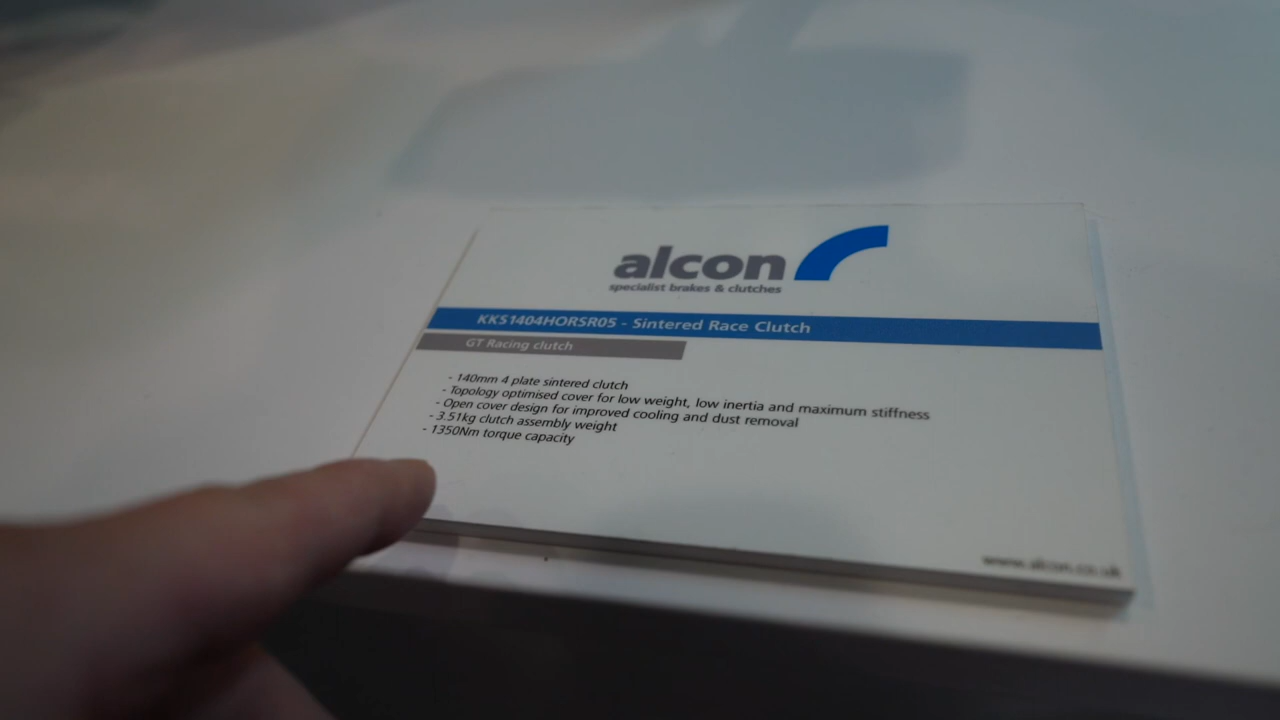 alcon
specialist brakes & clutches
KKS1404HORSR05 - Sintered Race Clutch
GT Racing clutch
- 140mm 4 plate sintered clutch
- Topology optimised cover for low weight, low inertia and maximum stiffness
- Open cover design for improved cooling and dust removal
- 3.51kg clutch assembly weight
- 1350Nm torque capacity
www.alcon.co.uk